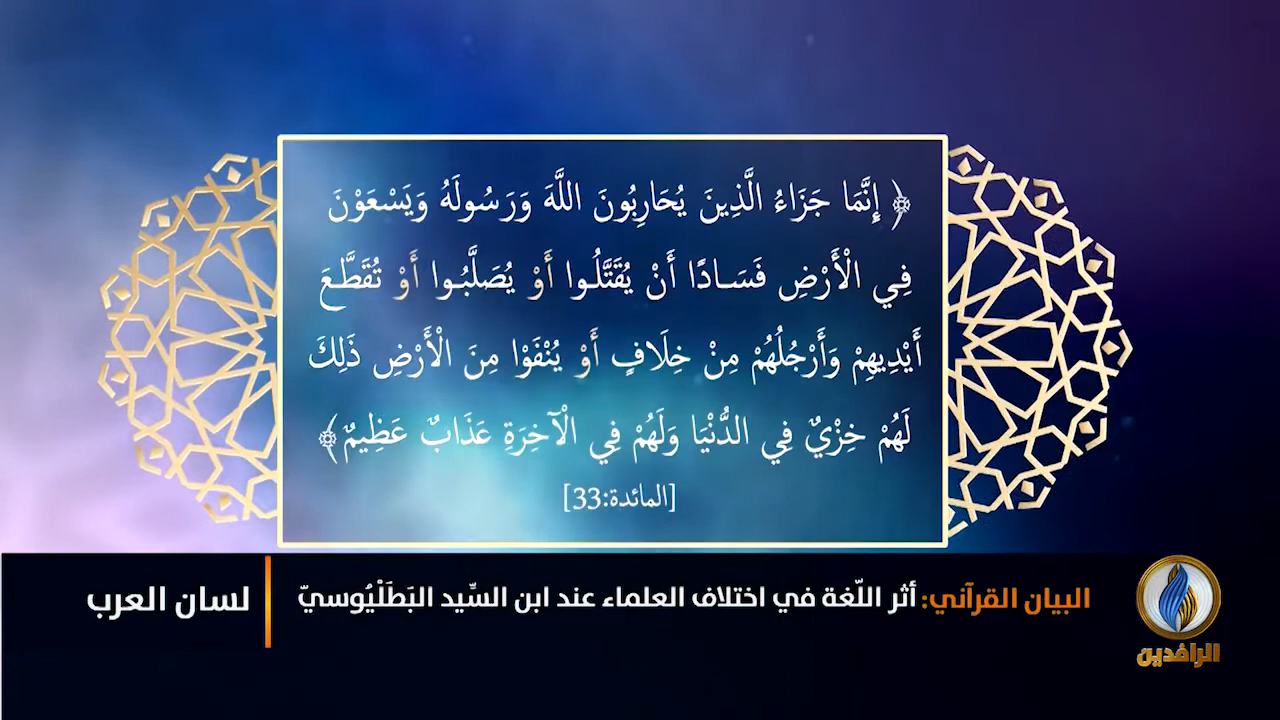 ﴿ إِنَّمَا جَزَاءُ الَّذِينَ يُحَارِبُونَ اللَّهَ وَرَسُولَهُ وَيَسْعَوْنَ
فِي الْأَرْضِ فَسَادًا أَنْ يُقَتَّلُوا أَوْ يُصَلَّبُوا أَوْ تُقَطَّعَ
أَيْدِيهِمْ وَأَرْجُلُهُمْ مِنْ خِلَافٍ أَوْ يُنْفَوْا مِنَ الْأَرْضِ ذَلِكَ
لَهُمْ خِزْيٌ فِي الدُّنْيَا وَلَهُمْ فِي الْآخِرَةِ عَذَابٌ عَظِيمٌ ﴾
[المائدة:33]
البيان القرآني: أثر اللّغة في اختلاف العلماء عند ابن السِّيد البَطَلْيُوسيّ
لسان العرب
الرافدين